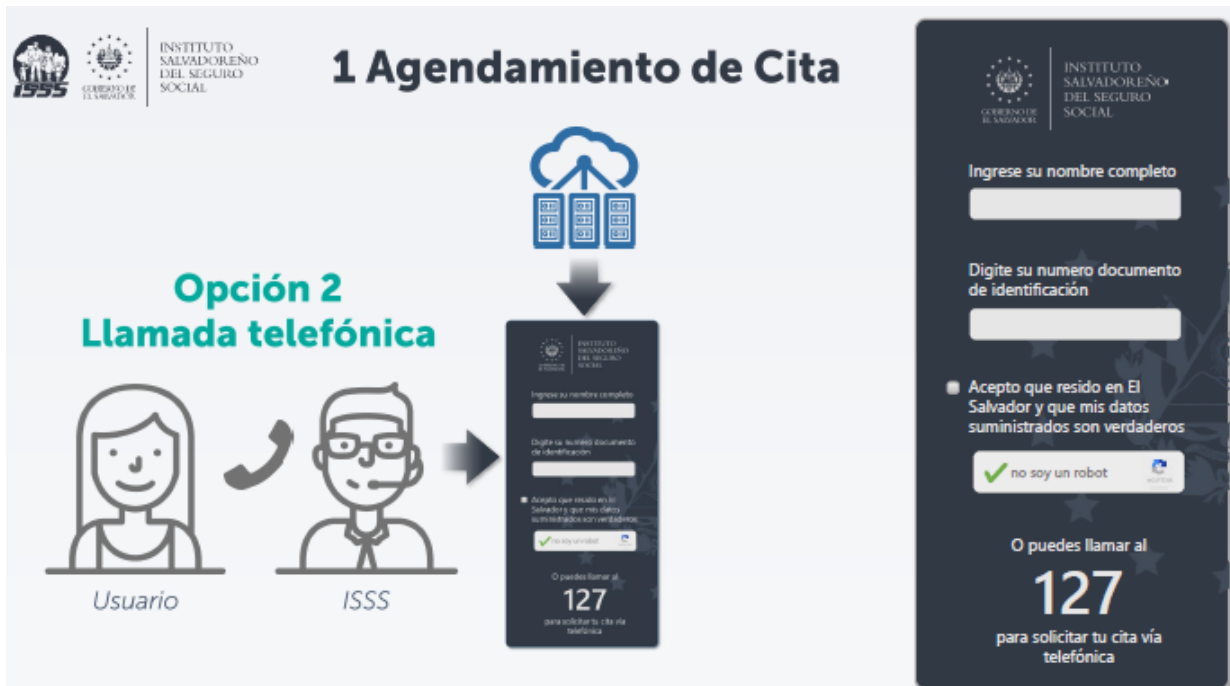 ISSS
GOBIERNO DE
EL SALVADOR
INSTITUTO
SALVADOREÑO
DEL SEGURO
SOCIAL
1 Agendamiento de Cita
Opción 2
Llamada telefónica
Usuario
ISSS
GOBIERNO DE
EL SALVADOR
INSTITUTO
SALVADOREÑO
DEL SEGURO
SOCIAL
Ingrese su nombre completo
Digite su numero documento
de identificación
Acepto que resido en El
Salvador y que mis datos
suministrados son verdaderos
no soy un robot
O puedes llamar al
127
para solicitar tu cita vía
telefónica
GOBIERNO DE
EL SALVADOR
INSTITUTO
SALVADOREÑO
DEL SEGURO
SOCIAL
Ingrese su nombre completo
Digite su numero documento
de identificación
Acepto que resido en El
Salvador y que mis datos
suministrados son verdaderos
no soy un robot
O puedes llamar al
127
para solicitar tu cita vía
telefónica